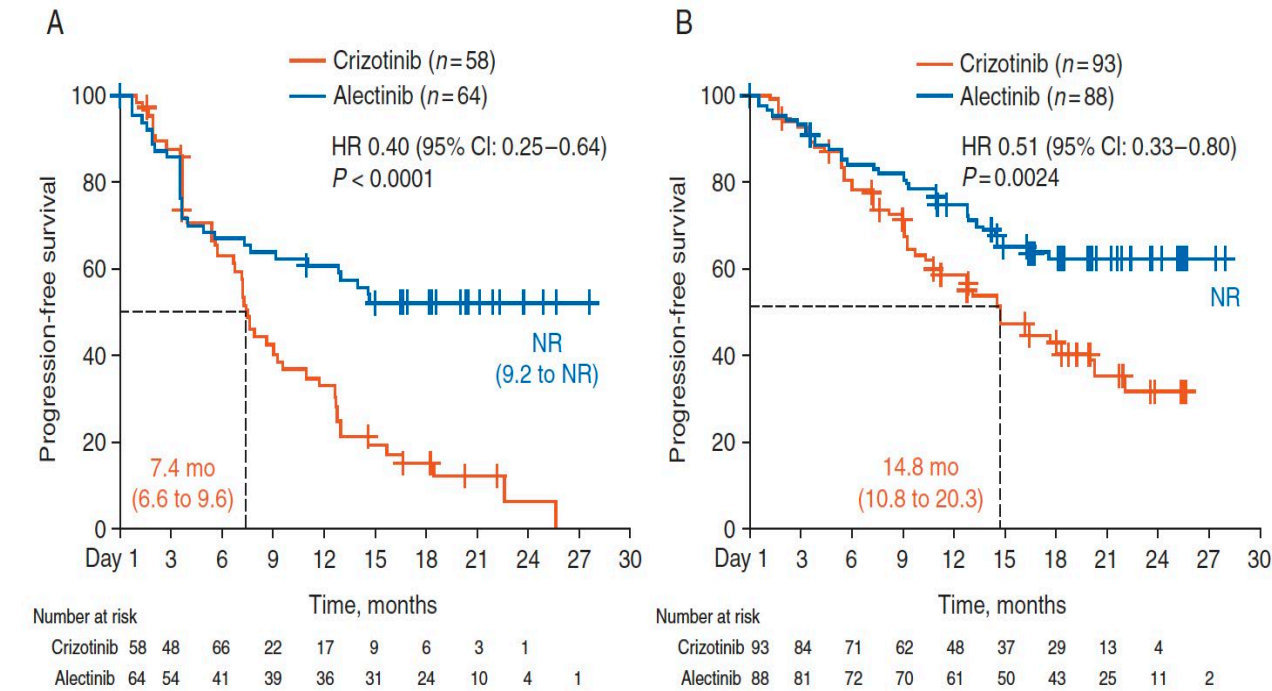 A
Crizotinib (n=58)
Alectinib (n=64)
HR 0.40 (95% CI: 0.25–0.64)
P < 0.0001
Progression-free survival
100
80
60
40
20
0
NR
(9.2 to NR)
7.4 mo
(6.6 to 9.6)
Day 1 3 6 9 12 15 18 21 24 27 30
Time, months
Number at risk
Crizotinib 58 48 66 22 17 9 6 3 1
Alectinib 64 54 41 39 36 31 24 10 4 1
B
Crizotinib (n=93)
Alectinib (n=88)
HR 0.51 (95% CI: 0.33–0.80)
P=0.0024
Progression-free survival
100
80
60
40
20
0
NR
14.8 mo
(10.8 to 20.3)
Day 1 3 6 9 12 15 18 21 24 27 30
Time, months
Number at risk
Crizotinib 93 84 71 62 48 37 29 13 4
Alectinib 88 81 72 70 61 50 43 25 11 2